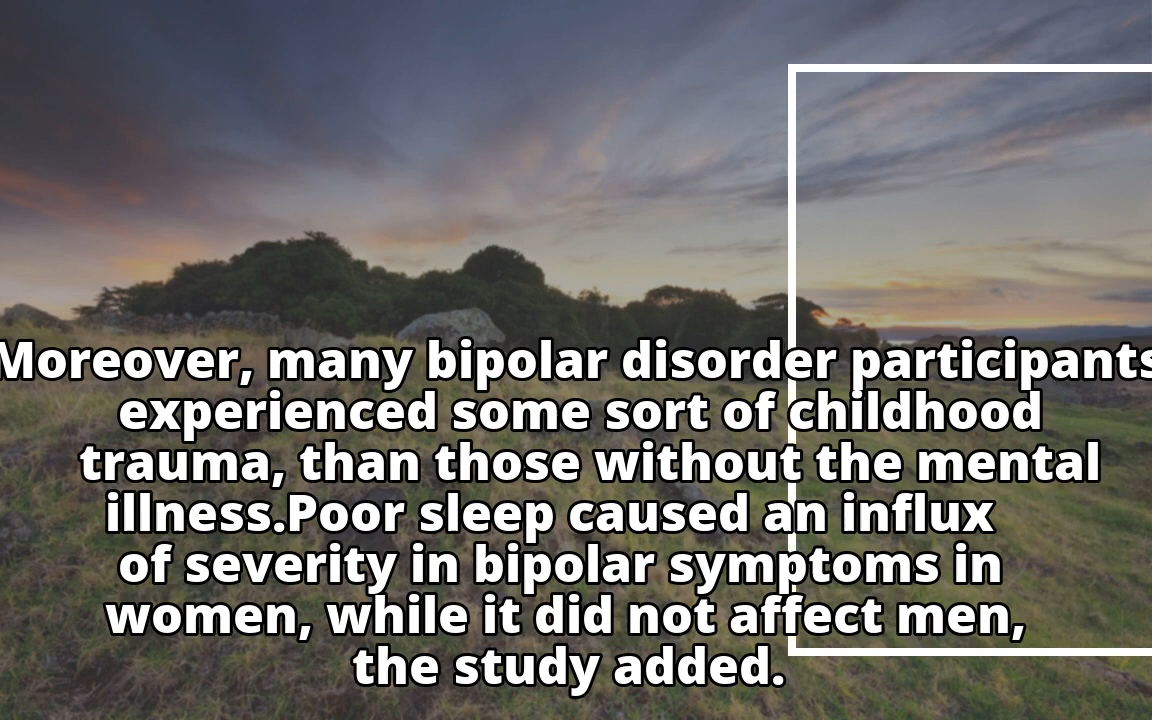 Moreover, many bipolar disorder participants
experienced some sort of childhood
trauma, than those without the mental
illness.Poor sleep caused an influx
of severity in bipolar symptoms in
women, while it did not affect men,
the study added.